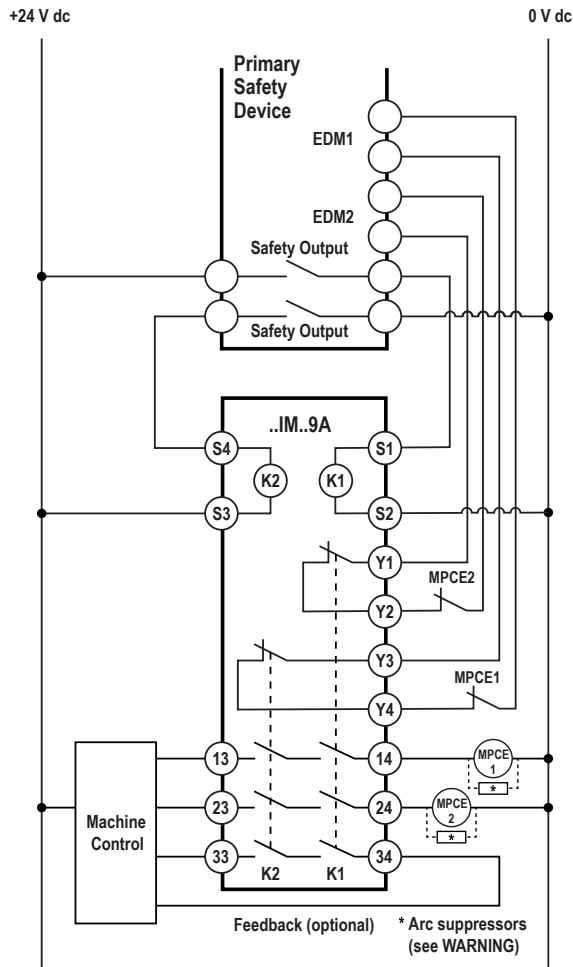 +24 V dc
0 V dc
Primary
Safety
Device
EDM1
EDM2
Safety Output
Safety Output
..IM..9A
S4
S1
K2
K1
S3
S2
Y1
MPCE2
Y2
Y3
MPCE1
Y4
13
14
MPCE
1
*
23
24
MPCE
2
*
Machine
Control
33
34
K2
K1
Feedback (optional)
* Arc suppressors
(see WARNING)